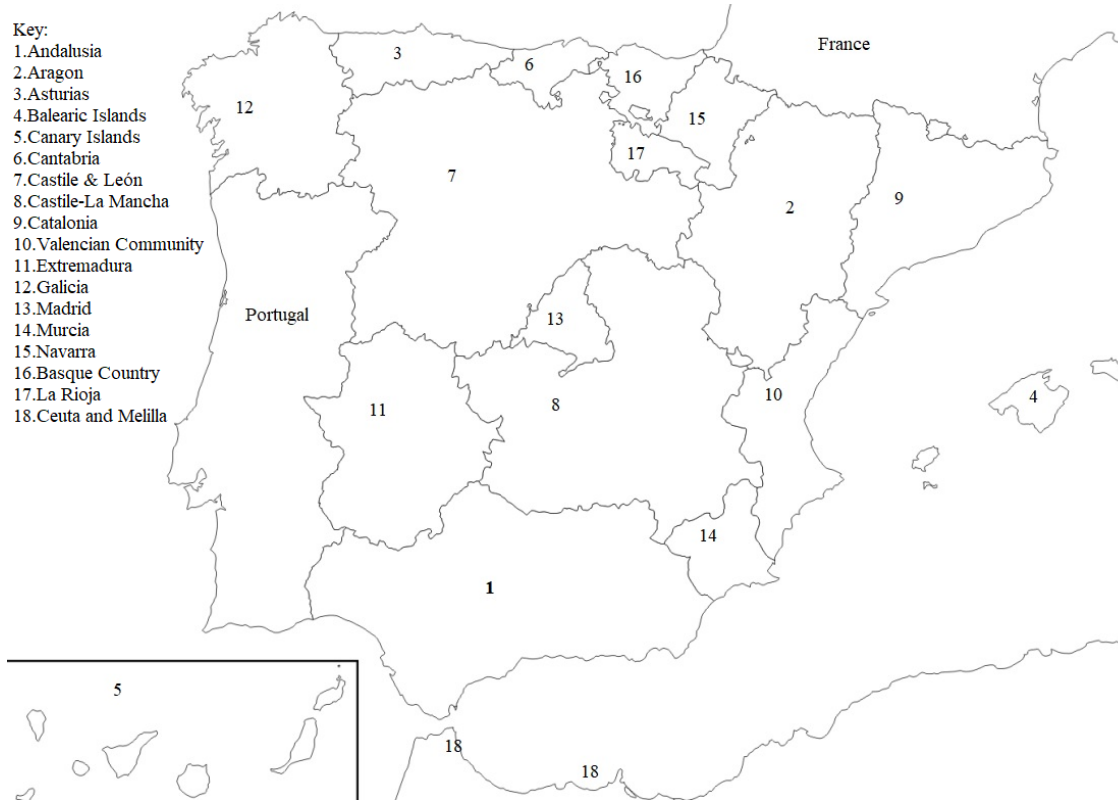 Key:
1.Andalusia
2.Aragon
3.Asturias
4.Balearic Islands
5.Canary Islands
6.Cantabria
7.Castile & León
8.Castile-La Mancha
9.Catalonia
10.Valencian Community
11.Extremadura
12.Galicia
13.Madrid
14.Murcia
15.Navarra
16.Basque Country
17.La Rioja
18.Ceuta and Melilla
France
3
6
16
12
15
17
7
9
2
Portugal
13
10
4
8
11
14
1
5
18
18